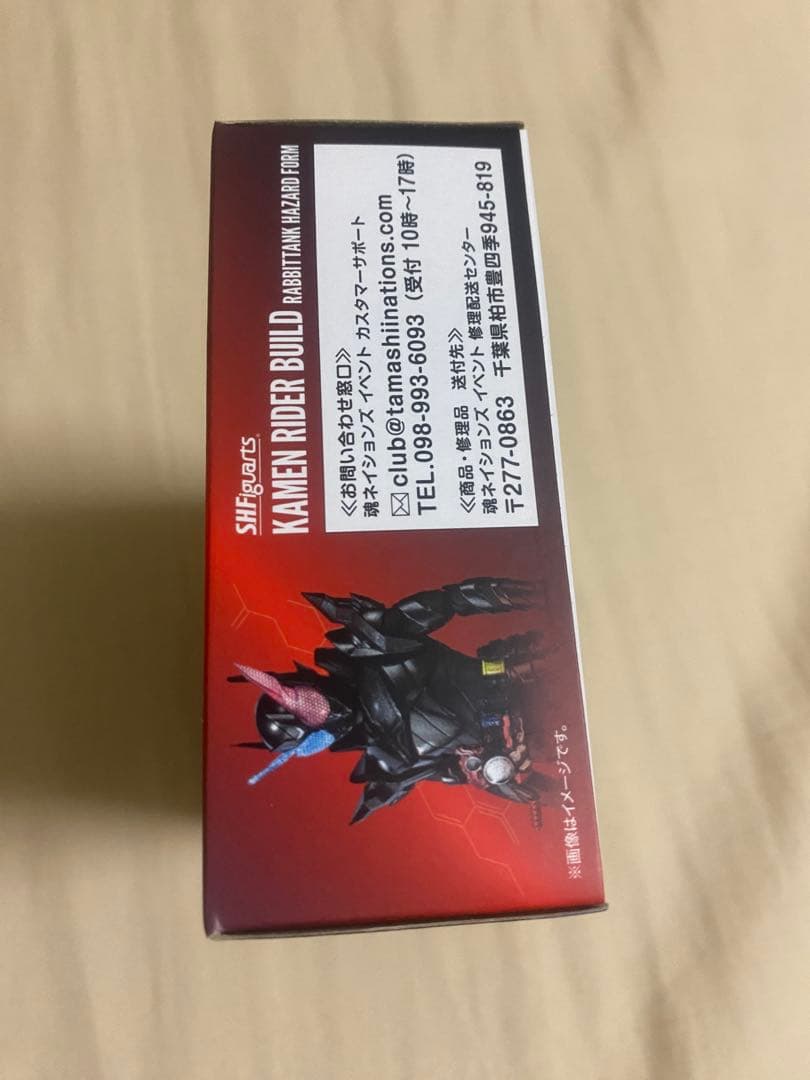 S.H.Figuarts
KAMEN RIDER BUILD RABBITTANK HAZARD FORM
≪お問い合わせ窓口≫
魂ネイションズ イベント カスタマーサポート
✉ club@tamashiinations.com
TEL.098-993-6093（受付 10時〜17時）
≪商品・修理品　送付先≫
魂ネイションズ イベント 修理配送センター
〒277-0863　千葉県柏市豊四季945-819
※画像はイメージです。